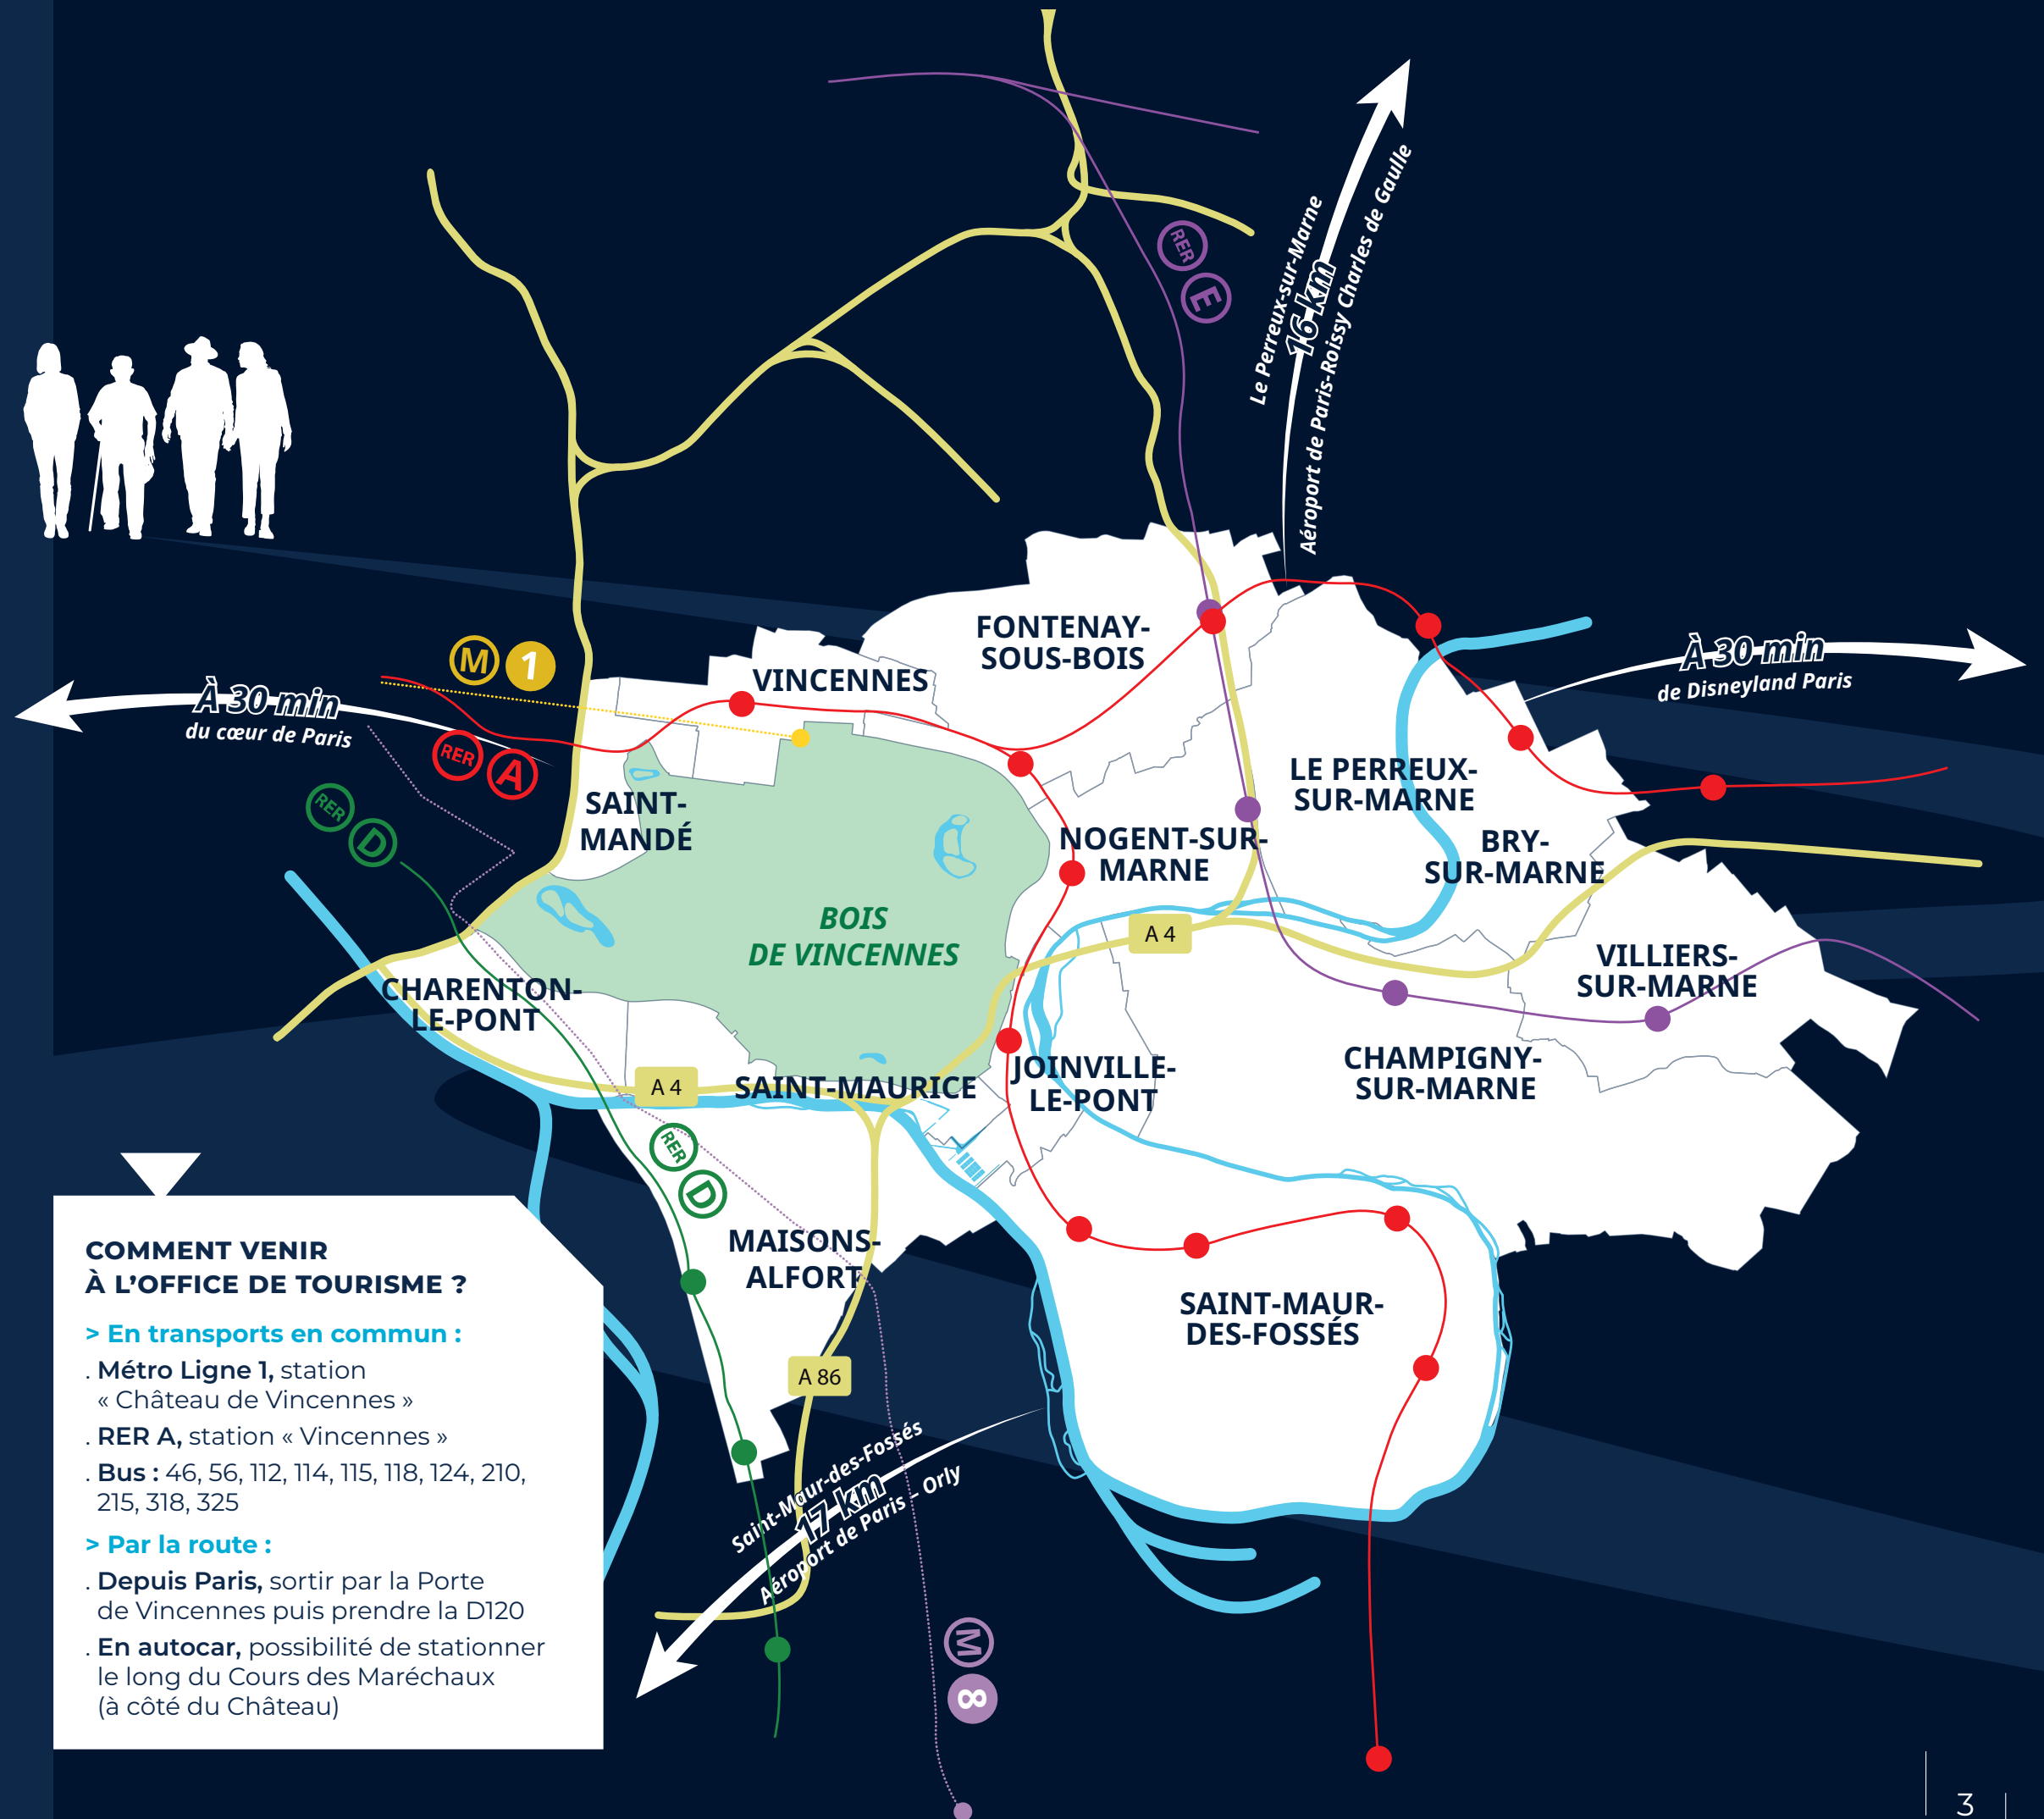 RER
E
Le Perreux-sur-Marne
16 km
Aéroport de Paris-Roissy Charles de Gaulle
M 1
À 30 min
du cœur de Paris
RER A
RER D
À 30 min
de Disneyland Paris
FONTENAY-
SOUS-BOIS
VINCENNES
SAINT-
MANDÉ
LE PERREUX-
SUR-MARNE
NOGENT-SUR-
MARNE
BRY-
SUR-MARNE
BOIS
DE VINCENNES
A 4
VILLIERS-
SUR-MARNE
CHARENTON-
LE-PONT
A 4
SAINT-MAURICE
JOINVILLE-
LE-PONT
CHAMPIGNY-
SUR-MARNE
RER
D
MAISONS-
ALFORT
SAINT-MAUR-
DES-FOSSÉS
A 86
Saint-Maur-des-Fossés
17 km
Aéroport de Paris – Orly
M
8
COMMENT VENIR
À L’OFFICE DE TOURISME ?
> En transports en commun :
. Métro Ligne 1, station
« Château de Vincennes »
. RER A, station « Vincennes »
. Bus : 46, 56, 112, 114, 115, 118, 124, 210,
215, 318, 325
> Par la route :
. Depuis Paris, sortir par la Porte
de Vincennes puis prendre la D120
. En autocar, possibilité de stationner
le long du Cours des Maréchaux
(à côté du Château)
3